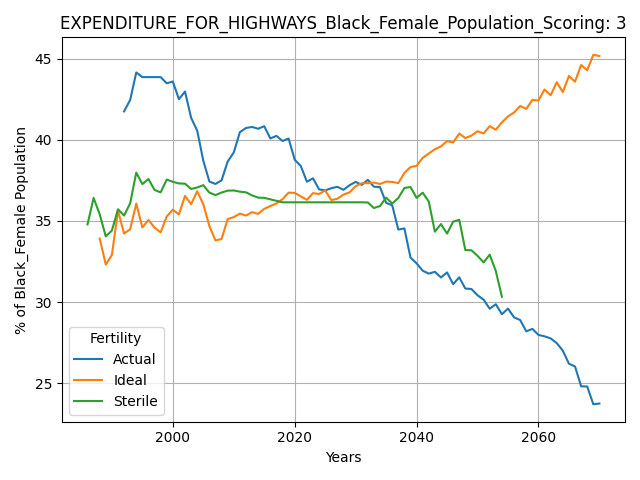 EXPENDITURE_FOR_HIGHWAYS_Black_Female_Population_Scoring: 3
45
40
35
30
25
% of Black_Female Population
Fertility
Actual
Ideal
Sterile
2000
2020
2040
2060
Years